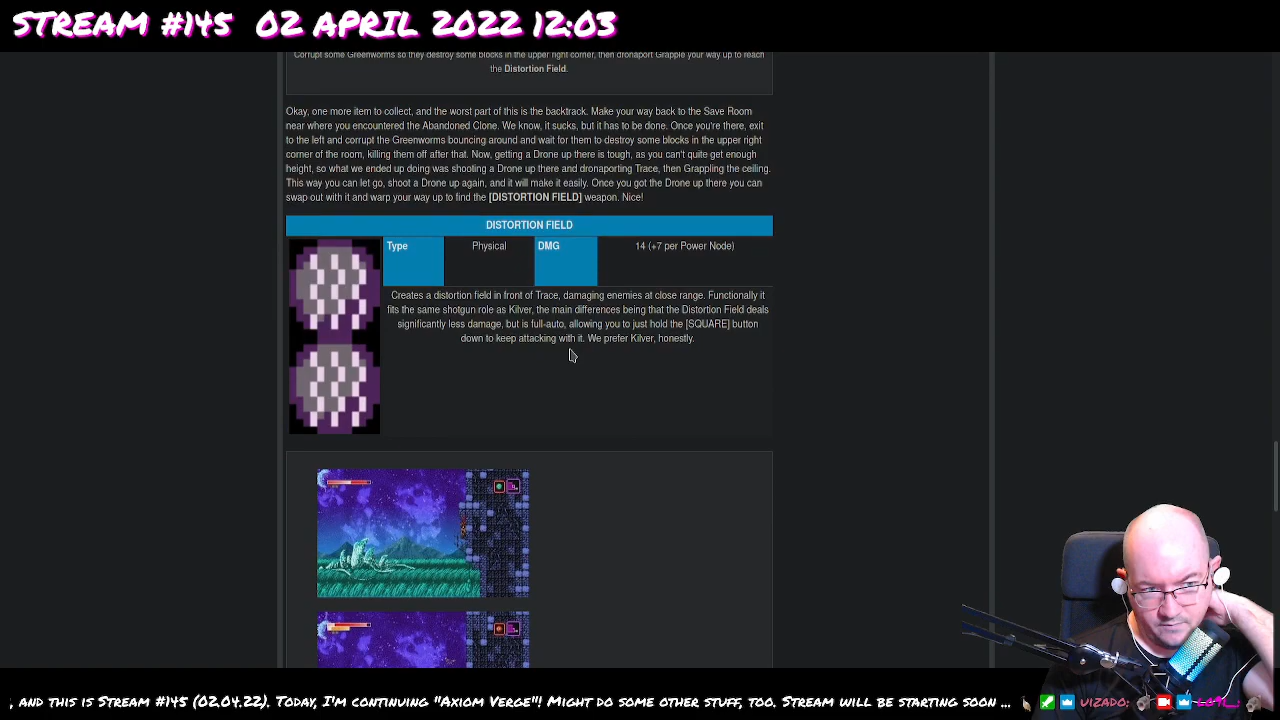 STREAM #145 02 APRIL 2022 12:03
Corrupt some Greenworms so they destroy some blocks in the upper right corner, then dronaport Grapple your way up to reach
the Distortion Field.
Okay, one more item to collect, and the worst part of this is the backtrack. Make your way back to the Save Room
near where you encountered the Abandoned Clone. We know, it sucks, but it has to be done. Once you're there, exit
to the left and corrupt the Greenworms bouncing around and wait for them to destroy some blocks in the upper right
corner of the room, killing them off after that. Now, getting a Drone up there is tough, as you can't quite get enough
height, so what we ended up doing was shooting a Drone up there and dronaporting Trace, then Grappling the ceiling.
This way you can let go, shoot a Drone up again, and it will make it easily. Once you got the Drone up there you can
swap out with it and warp your way up to find the [DISTORTION FIELD] weapon. Nice!
DISTORTION FIELD
Type Physical DMG 14 (+7 per Power Node)
Creates a distortion field in front of Trace, damaging enemies at close range. Functionally it
fits the same shotgun role as Kilver, the main differences being that the Distortion Field deals
significantly less damage, but is full-auto, allowing you to just hold the [SQUARE] button
down to keep attacking with it. We prefer Kilver, honestly.
, and this is Stream #145 (02.04.22). Today, I'm continuing "Axiom Verge"! Might do some other stuff, too. Stream will be starting soon ... VIZADO: